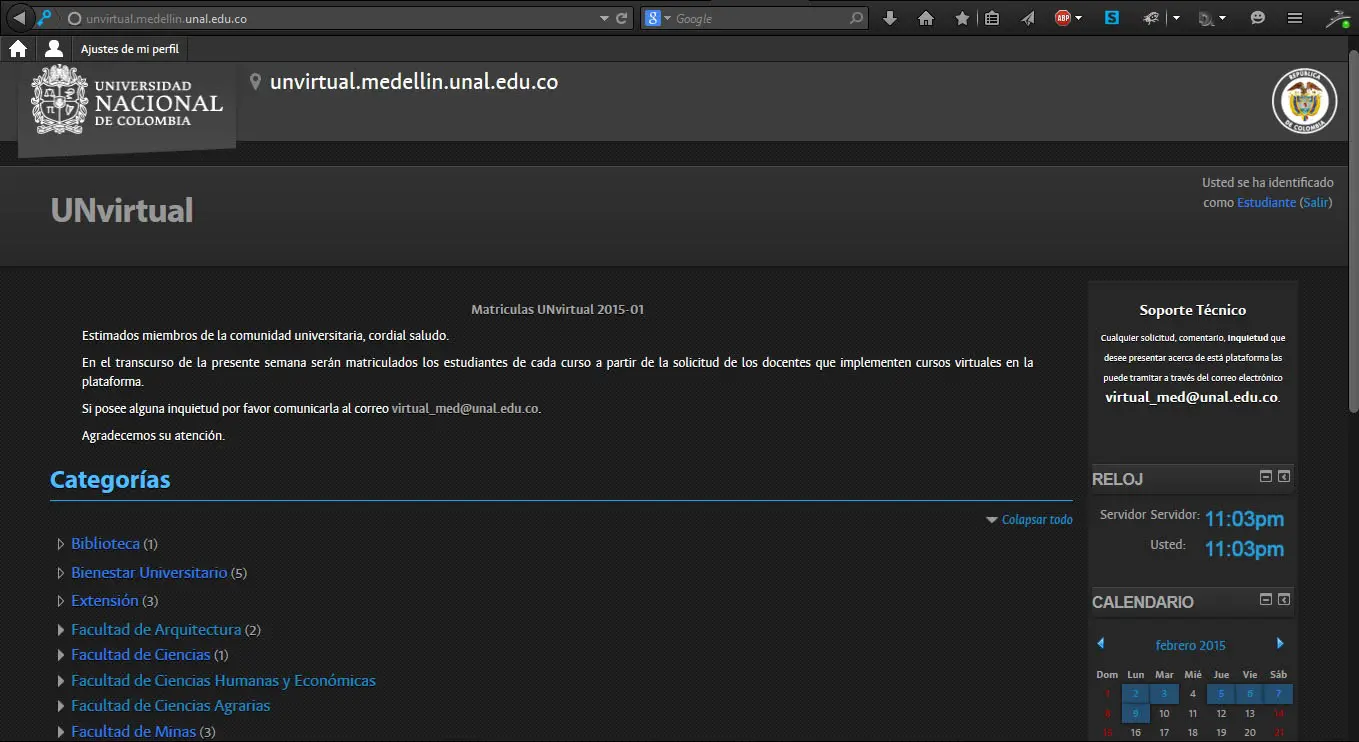 unvirtual.medellin.unal.edu.co
8
Google
ABP
S
Ajustes de mi perfil
UNIVERSIDAD
NACIONAL
DE COLOMBIA
unvirtual.medellin.unal.edu.co
REPÚBLICA
DE COLOMBIA
UNvirtual
Usted se ha identificado
como Estudiante (Salir)
Matriculas UNvirtual 2015-01
Estimados miembros de la comunidad universitaria, cordial saludo.
En el transcurso de la presente semana serán matriculados los estudiantes de cada curso a partir de la solicitud de los docentes que implementen cursos virtuales en la
plataforma.
Si posee alguna inquietud por favor comunicarla al correo virtual_med@unal.edu.co.
Agradecemos su atención.
Categorías
Colapsar todo
Biblioteca (1)
Bienestar Universitario (5)
Extensión (3)
Facultad de Arquitectura (2)
Facultad de Ciencias (1)
Facultad de Ciencias Humanas y Económicas
Facultad de Ciencias Agrarias
Facultad de Minas (3)
Soporte Técnico
Cualquier solicitud, comentario, inquietud que
desee presentar acerca de está plataforma las
puede tramitar a través del correo electrónico
virtual_med@unal.edu.co.
RELOJ
Servidor Servidor: 11:03pm
Usted: 11:03pm
CALENDARIO
febrero 2015
Dom Lun Mar Mié Jue Vie Sáb
1 2 3 4 5 6 7
8 9 10 11 12 13 14
15 16 17 18 19 20 21